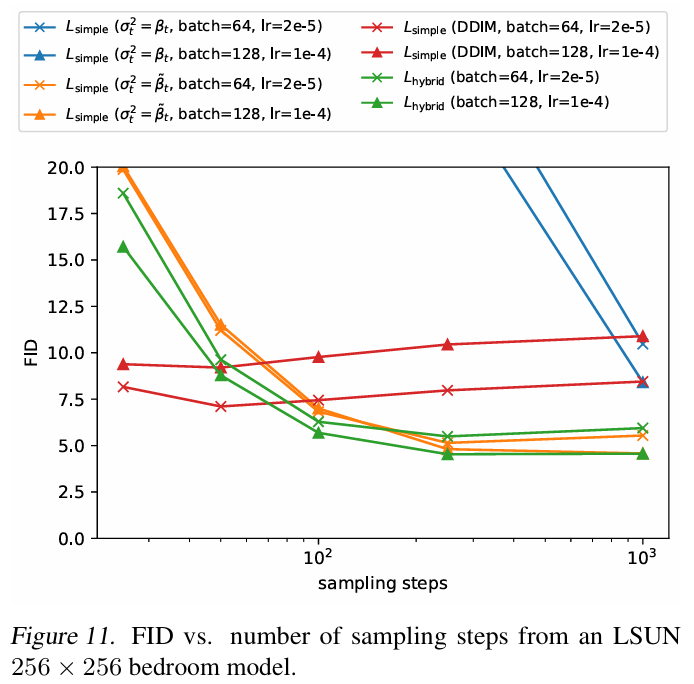 L_simple (σ_t^2 = β_t, batch=64, lr=2e-5)
L_simple (σ_t^2 = β_t, batch=128, lr=1e-4)
L_simple (σ_t^2 = β̃_t, batch=64, lr=2e-5)
L_simple (σ_t^2 = β̃_t, batch=128, lr=1e-4)
L_simple (DDIM, batch=64, lr=2e-5)
L_simple (DDIM, batch=128, lr=1e-4)
L_hybrid (batch=64, lr=2e-5)
L_hybrid (batch=128, lr=1e-4)
20.0
17.5
15.0
12.5
10.0
7.5
5.0
2.5
0.0
FID
10^2
10^3
sampling steps
Figure 11. FID vs. number of sampling steps from an LSUN
256 × 256 bedroom model.